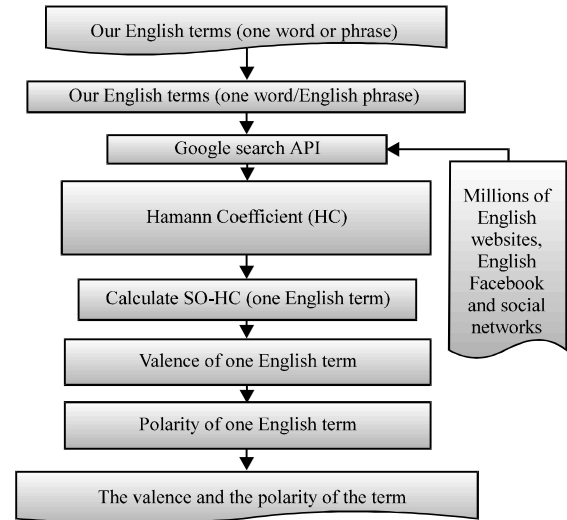 Our English terms (one word or phrase)
Our English terms (one word/English phrase)
Google search API
Hamann Coefficient (HC)
Calculate SO-HC (one English term)
Valence of one English term
Polarity of one English term
The valence and the polarity of the term
Millions of
English
websites,
English
Facebook
and social
networks